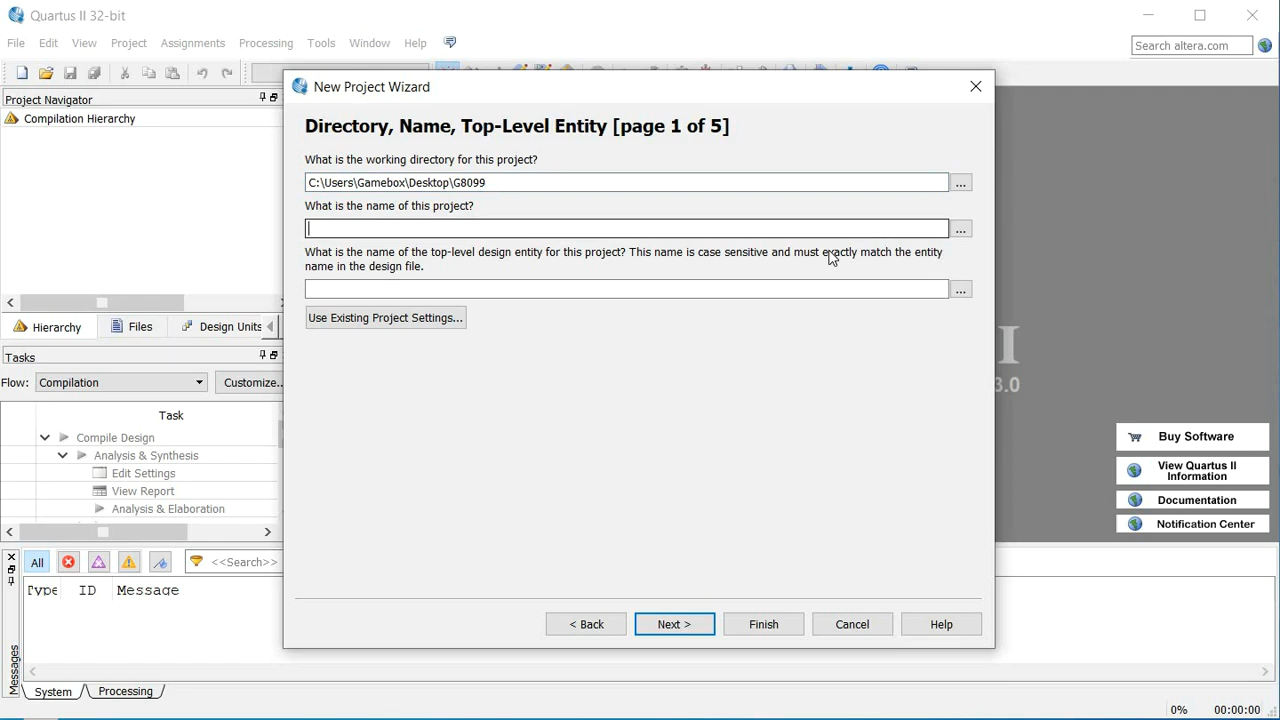 Quartus II 32-bit
File Edit View Project Assignments Processing Tools Window Help
Search altera.com
New Project Wizard
Project Navigator
Compilation Hierarchy
Directory, Name, Top-Level Entity [page 1 of 5]
What is the working directory for this project?
C:\Users\Gamebox\Desktop\G8099
...
What is the name of this project?
...
What is the name of the top-level design entity for this project? This name is case sensitive and must exactly match the entity
name in the design file.
...
Use Existing Project Settings...
Hierarchy Files Design Units
Tasks
Flow: Compilation Customize...
Task
Compile Design
Analysis & Synthesis
Edit Settings
View Report
Analysis & Elaboration
I
3.0
Buy Software
View Quartus II
Information
Documentation
Notification Center
All <<Search>>
Type ID Message
< Back Next > Finish Cancel Help
Messages
System Processing
0% 00:00:00